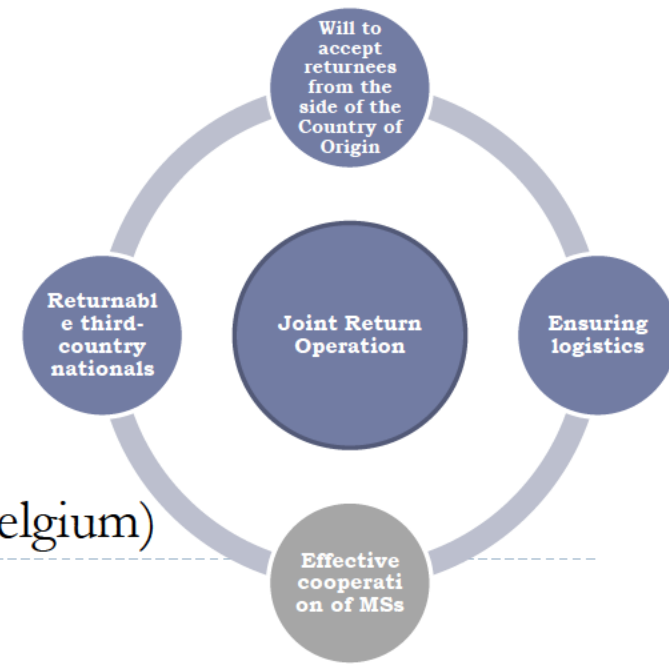 Will to
accept
returnees
from the
side of the
Country of
Origin
Returnabl
e third-
country
nationals
Joint Return
Operation
Ensuring
logistics
elgium)
Effective
cooperati
on of MSs